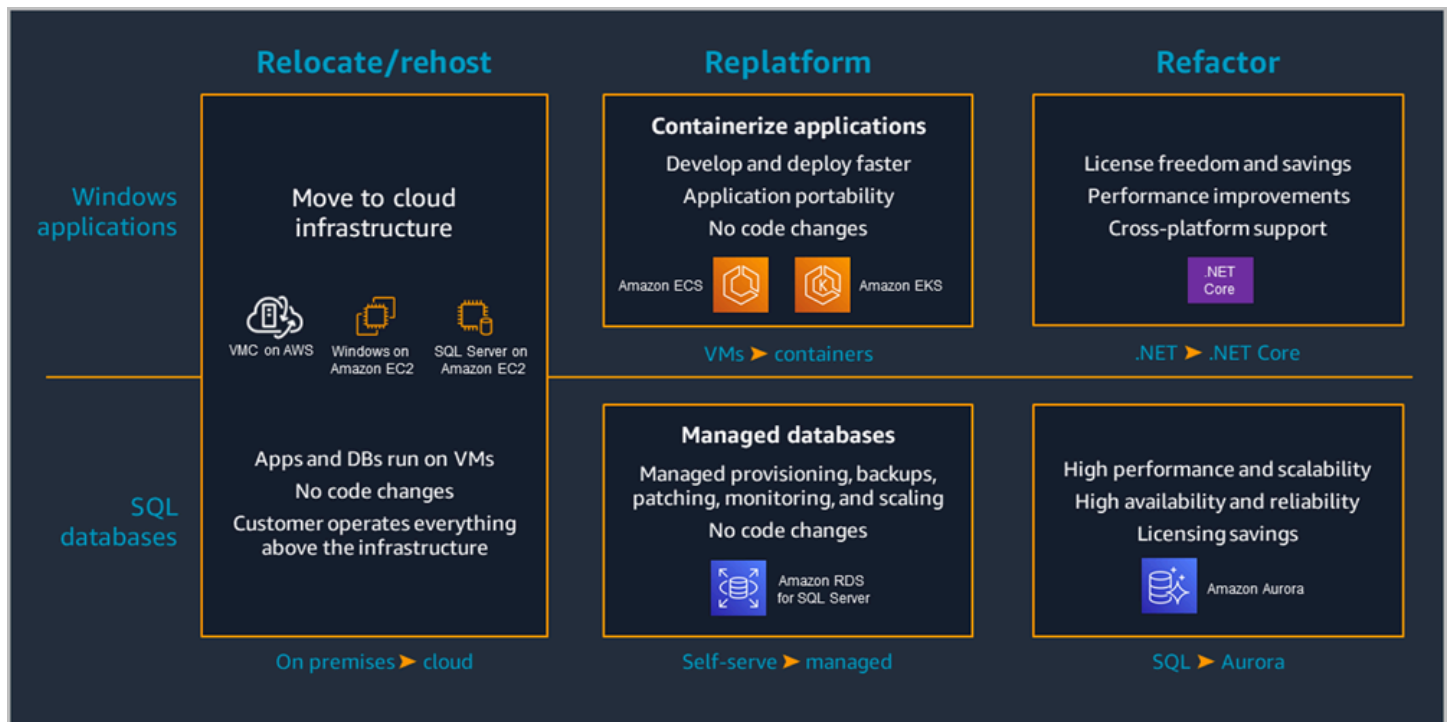 Relocate/rehost
Replatform
Refactor
Windows
applications
Move to cloud
infrastructure
VMC on AWS
Windows on
Amazon EC2
SQL Server on
Amazon EC2
Apps and DBs run on VMs
No code changes
Customer operates everything
above the infrastructure
On premises ➤ cloud
Containerize applications
Develop and deploy faster
Application portability
No code changes
Amazon ECS
K
Amazon EKS
VMs ➤ containers
License freedom and savings
Performance improvements
Cross-platform support
.NET
Core
.NET ➤ .NET Core
SQL
databases
Managed databases
Managed provisioning, backups,
patching, monitoring, and scaling
No code changes
Amazon RDS
for SQL Server
Self-serve ➤ managed
High performance and scalability
High availability and reliability
Licensing savings
Amazon Aurora
SQL ➤ Aurora